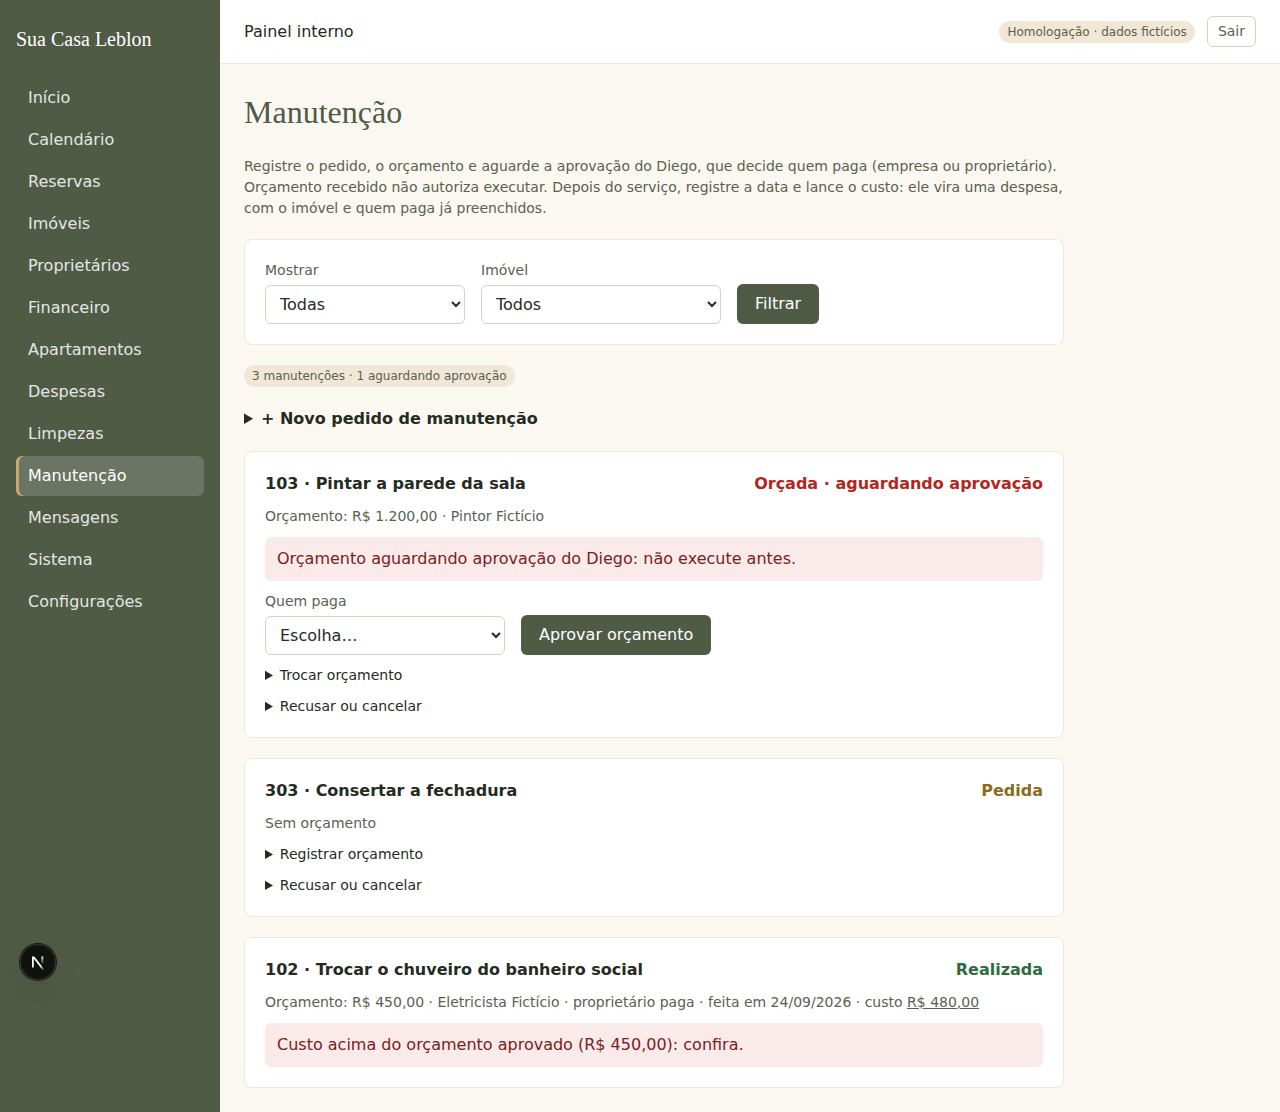 Sua Casa Leblon
Painel interno
Homologação · dados fictícios
Sair
Início
Calendário
Reservas
Imóveis
Proprietários
Financeiro
Apartamentos
Despesas
Limpezas
Manutenção
Mensagens
Sistema
Configurações
Manutenção
Registre o pedido, o orçamento e aguarde a aprovação do Diego, que decide quem paga (empresa ou proprietário).
Orçamento recebido não autoriza executar. Depois do serviço, registre a data e lance o custo: ele vira uma despesa,
com o imóvel e quem paga já preenchidos.
Mostrar
Imóvel
Todas
Todos
Filtrar
3 manutenções · 1 aguardando aprovação
+ Novo pedido de manutenção
103 · Pintar a parede da sala
Orçada · aguardando aprovação
Orçamento: R$ 1.200,00 · Pintor Fictício
Orçamento aguardando aprovação do Diego: não execute antes.
Quem paga
Escolha...
Aprovar orçamento
Trocar orçamento
Recusar ou cancelar
303 · Consertar a fechadura
Pedida
Sem orçamento
Registrar orçamento
Recusar ou cancelar
102 · Trocar o chuveiro do banheiro social
Realizada
Orçamento: R$ 450,00 · Eletricista Fictício · proprietário paga · feita em 24/09/2026 · custo R$ 480,00
Custo acima do orçamento aprovado (R$ 450,00): confira.
N